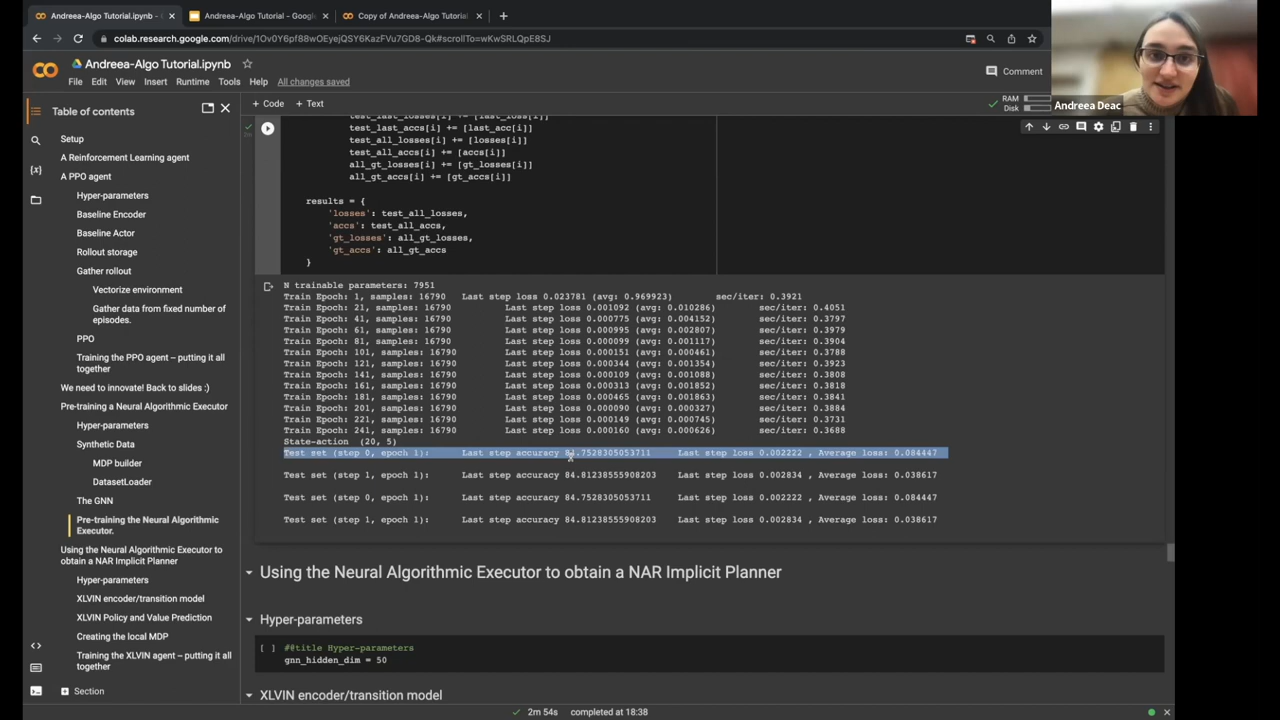 Andreea-Algo Tutorial.ipynb -
Andreea-Algo Tutorial - Goog
Copy of Andreea-Algo Tutorial
colab.research.google.com/drive/1Ov0Y6pf88wOEyejQSY6KazFVu7GD8-Qk#scrollTo=wKwSRLQpE8SJ
Andreea-Algo Tutorial.ipynb
File Edit View Insert Runtime Tools Help All changes saved
Comment
Andreea Deac
RAM
Disk
Table of contents
+ Code + Text
Setup
A Reinforcement Learning agent
A PPO agent
Hyper-parameters
Baseline Encoder
Baseline Actor
Rollout storage
Gather rollout
Vectorize environment
Gather data from fixed number of
episodes.
PPO
Training the PPO agent – putting it all
together
We need to innovate! Back to slides :)
Pre-training a Neural Algorithmic Executor
Hyper-parameters
Synthetic Data
MDP builder
DatasetLoader
The GNN
Pre-training the Neural Algorithmic
Executor.
Using the Neural Algorithmic Executor to
obtain a NAR Implicit Planner
Hyper-parameters
XLVIN encoder/transition model
XLVIN Policy and Value Prediction
Creating the local MDP
Training the XLVIN agent – putting it all
together
Section
test_last_losses[i] += [last_loss[i]]
test_last_accs[i] += [last_acc[i]]
test_all_losses[i] += [losses[i]]
test_all_accs[i] += [accs[i]]
all_gt_losses[i] += [gt_losses[i]]
all_gt_accs[i] += [gt_accs[i]]
results = {
'losses': test_all_losses,
'accs': test_all_accs,
'gt_losses': all_gt_losses,
'gt_accs': all_gt_accs
}
N trainable parameters: 7951
Train Epoch: 1, samples: 16790 Last step loss 0.023781 (avg: 0.969923) sec/iter: 0.3921
Train Epoch: 21, samples: 16790 Last step loss 0.001092 (avg: 0.010286) sec/iter: 0.4051
Train Epoch: 41, samples: 16790 Last step loss 0.000775 (avg: 0.004152) sec/iter: 0.3797
Train Epoch: 61, samples: 16790 Last step loss 0.000995 (avg: 0.002807) sec/iter: 0.3979
Train Epoch: 81, samples: 16790 Last step loss 0.000099 (avg: 0.001117) sec/iter: 0.3904
Train Epoch: 101, samples: 16790 Last step loss 0.000151 (avg: 0.000461) sec/iter: 0.3788
Train Epoch: 121, samples: 16790 Last step loss 0.000344 (avg: 0.001354) sec/iter: 0.3923
Train Epoch: 141, samples: 16790 Last step loss 0.000109 (avg: 0.001088) sec/iter: 0.3808
Train Epoch: 161, samples: 16790 Last step loss 0.000313 (avg: 0.001852) sec/iter: 0.3818
Train Epoch: 181, samples: 16790 Last step loss 0.000465 (avg: 0.001863) sec/iter: 0.3841
Train Epoch: 201, samples: 16790 Last step loss 0.000090 (avg: 0.000327) sec/iter: 0.3884
Train Epoch: 221, samples: 16790 Last step loss 0.000149 (avg: 0.000745) sec/iter: 0.3731
Train Epoch: 241, samples: 16790 Last step loss 0.000160 (avg: 0.000626) sec/iter: 0.3688
State-action (20, 5)
Test set (step 0, epoch 1): Last step accuracy 84.7528305053711 Last step loss 0.002222 , Average loss: 0.084447
Test set (step 1, epoch 1): Last step accuracy 84.81238555908203 Last step loss 0.002834 , Average loss: 0.038617
Test set (step 0, epoch 1): Last step accuracy 84.7528305053711 Last step loss 0.002222 , Average loss: 0.084447
Test set (step 1, epoch 1): Last step accuracy 84.81238555908203 Last step loss 0.002834 , Average loss: 0.038617
Using the Neural Algorithmic Executor to obtain a NAR Implicit Planner
Hyper-parameters
[ ] ##title Hyper-parameters
gnn_hidden_dim = 50
XLVIN encoder/transition model
2m 54s completed at 18:38